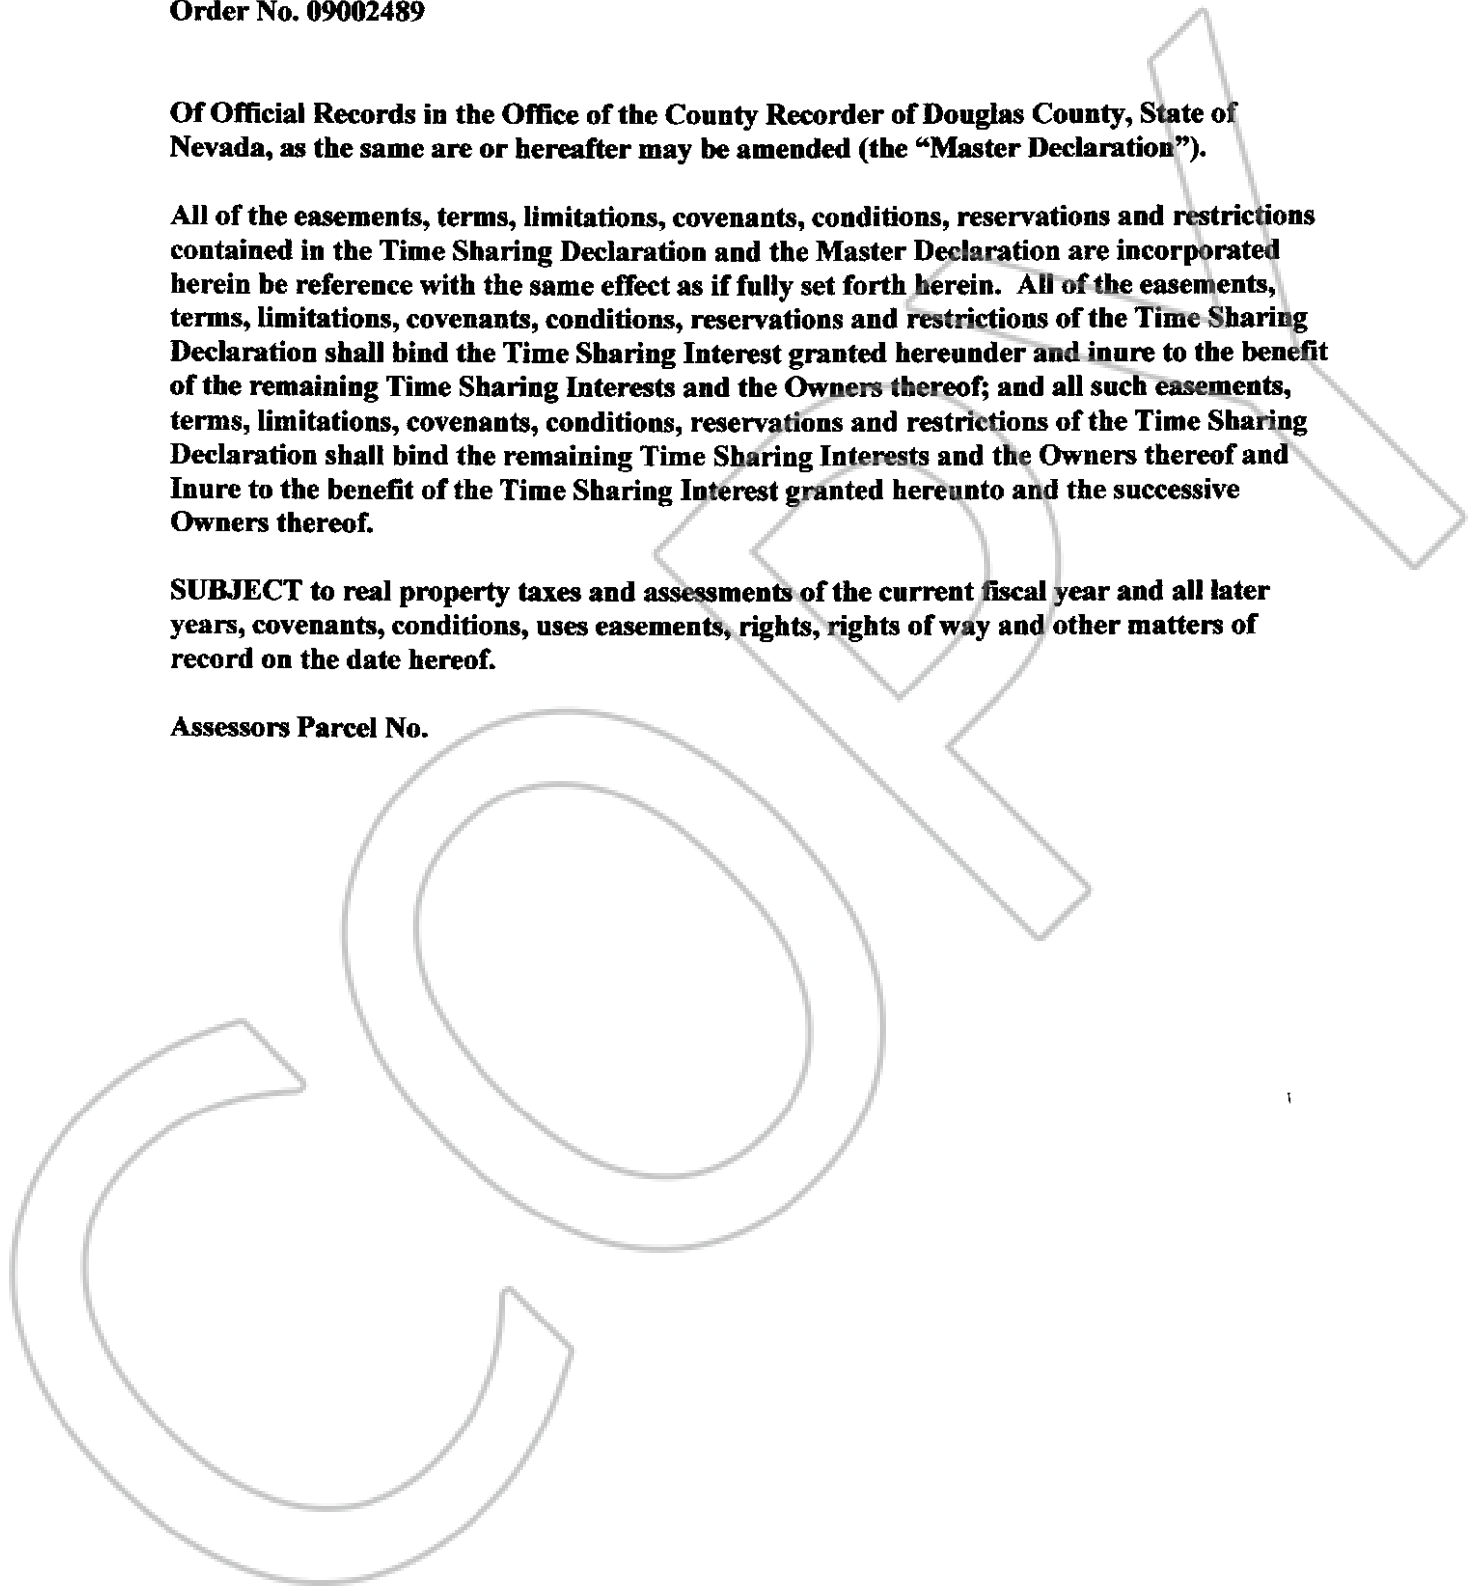 Order No. 09002489
Of Official Records in the Office of the County Recorder of Douglas County, State of
Nevada, as the same are or hereafter may be amended (the “Master Declaration”).
All of the easements, terms, limitations, covenants, conditions, reservations and restrictions
contained in the Time Sharing Declaration and the Master Declaration are incorporated
herein be reference with the same effect as if fully set forth herein.  All of the easements,
terms, limitations, covenants, conditions, reservations and restrictions of the Time Sharing
Declaration shall bind the Time Sharing Interest granted hereunder and inure to the benefit
of the remaining Time Sharing Interests and the Owners thereof; and all such easements,
terms, limitations, covenants, conditions, reservations and restrictions of the Time Sharing
Declaration shall bind the remaining Time Sharing Interests and the Owners thereof and
Inure to the benefit of the Time Sharing Interest granted hereunto and the successive
Owners thereof.
SUBJECT to real property taxes and assessments of the current fiscal year and all later
years, covenants, conditions, uses easements, rights, rights of way and other matters of
record on the date hereof.
Assessors Parcel No.
COPY